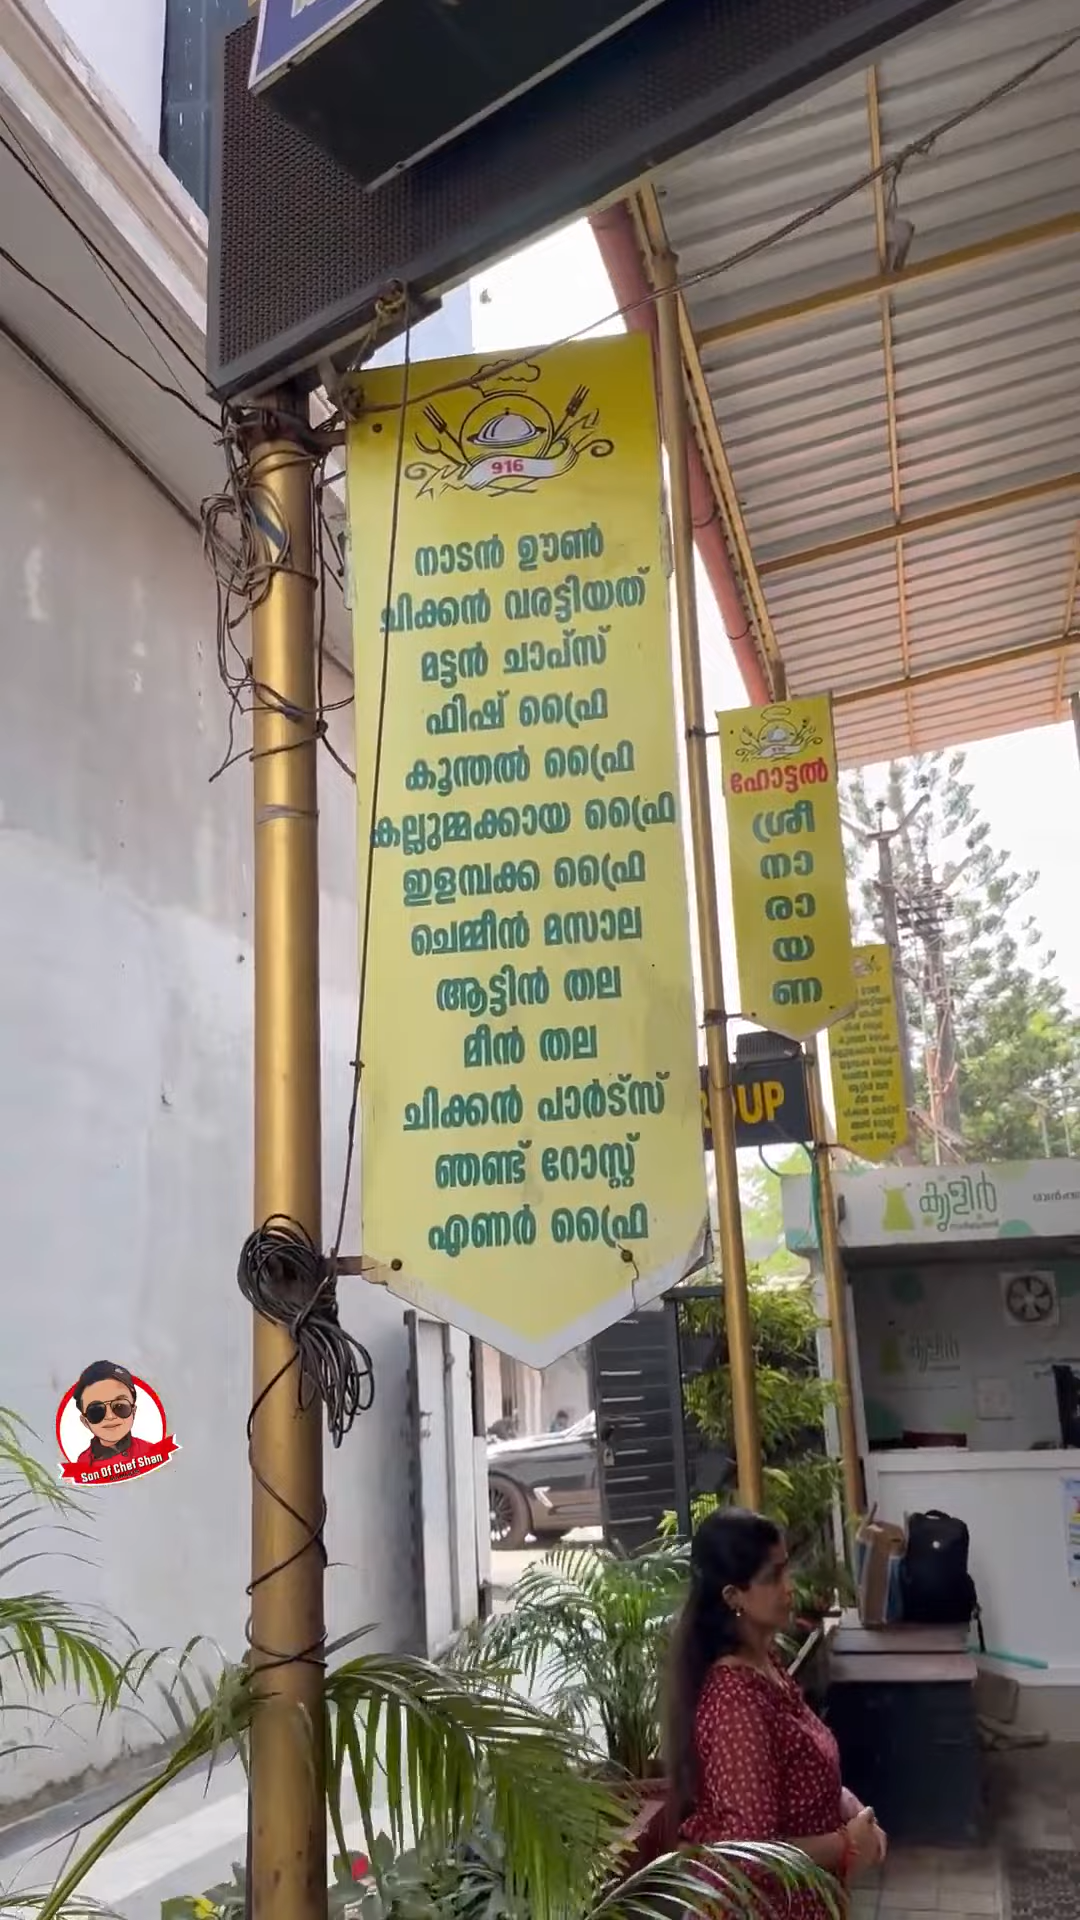 916
നാടൻ ഊൺ
ചിക്കൻ വരട്ടിയത്
മട്ടൻ ചാപ്സ്
ഫിഷ് ഫ്രൈ
കൂന്തൽ ഫ്രൈ
കല്ലുമ്മക്കായ ഫ്രൈ
ഇളമ്പക്ക ഫ്രൈ
ചെമ്മീൻ മസാല
ആട്ടിൻ തല
മീൻ തല
ചിക്കൻ പാർട്സ്
ഞണ്ട് റോസ്റ്റ്
എണർ ഫ്രൈ
ഹോട്ടൽ
ശ്രീ
നാ
രാ
യ
ണ
കുളിർ
Son Of Chef Shan